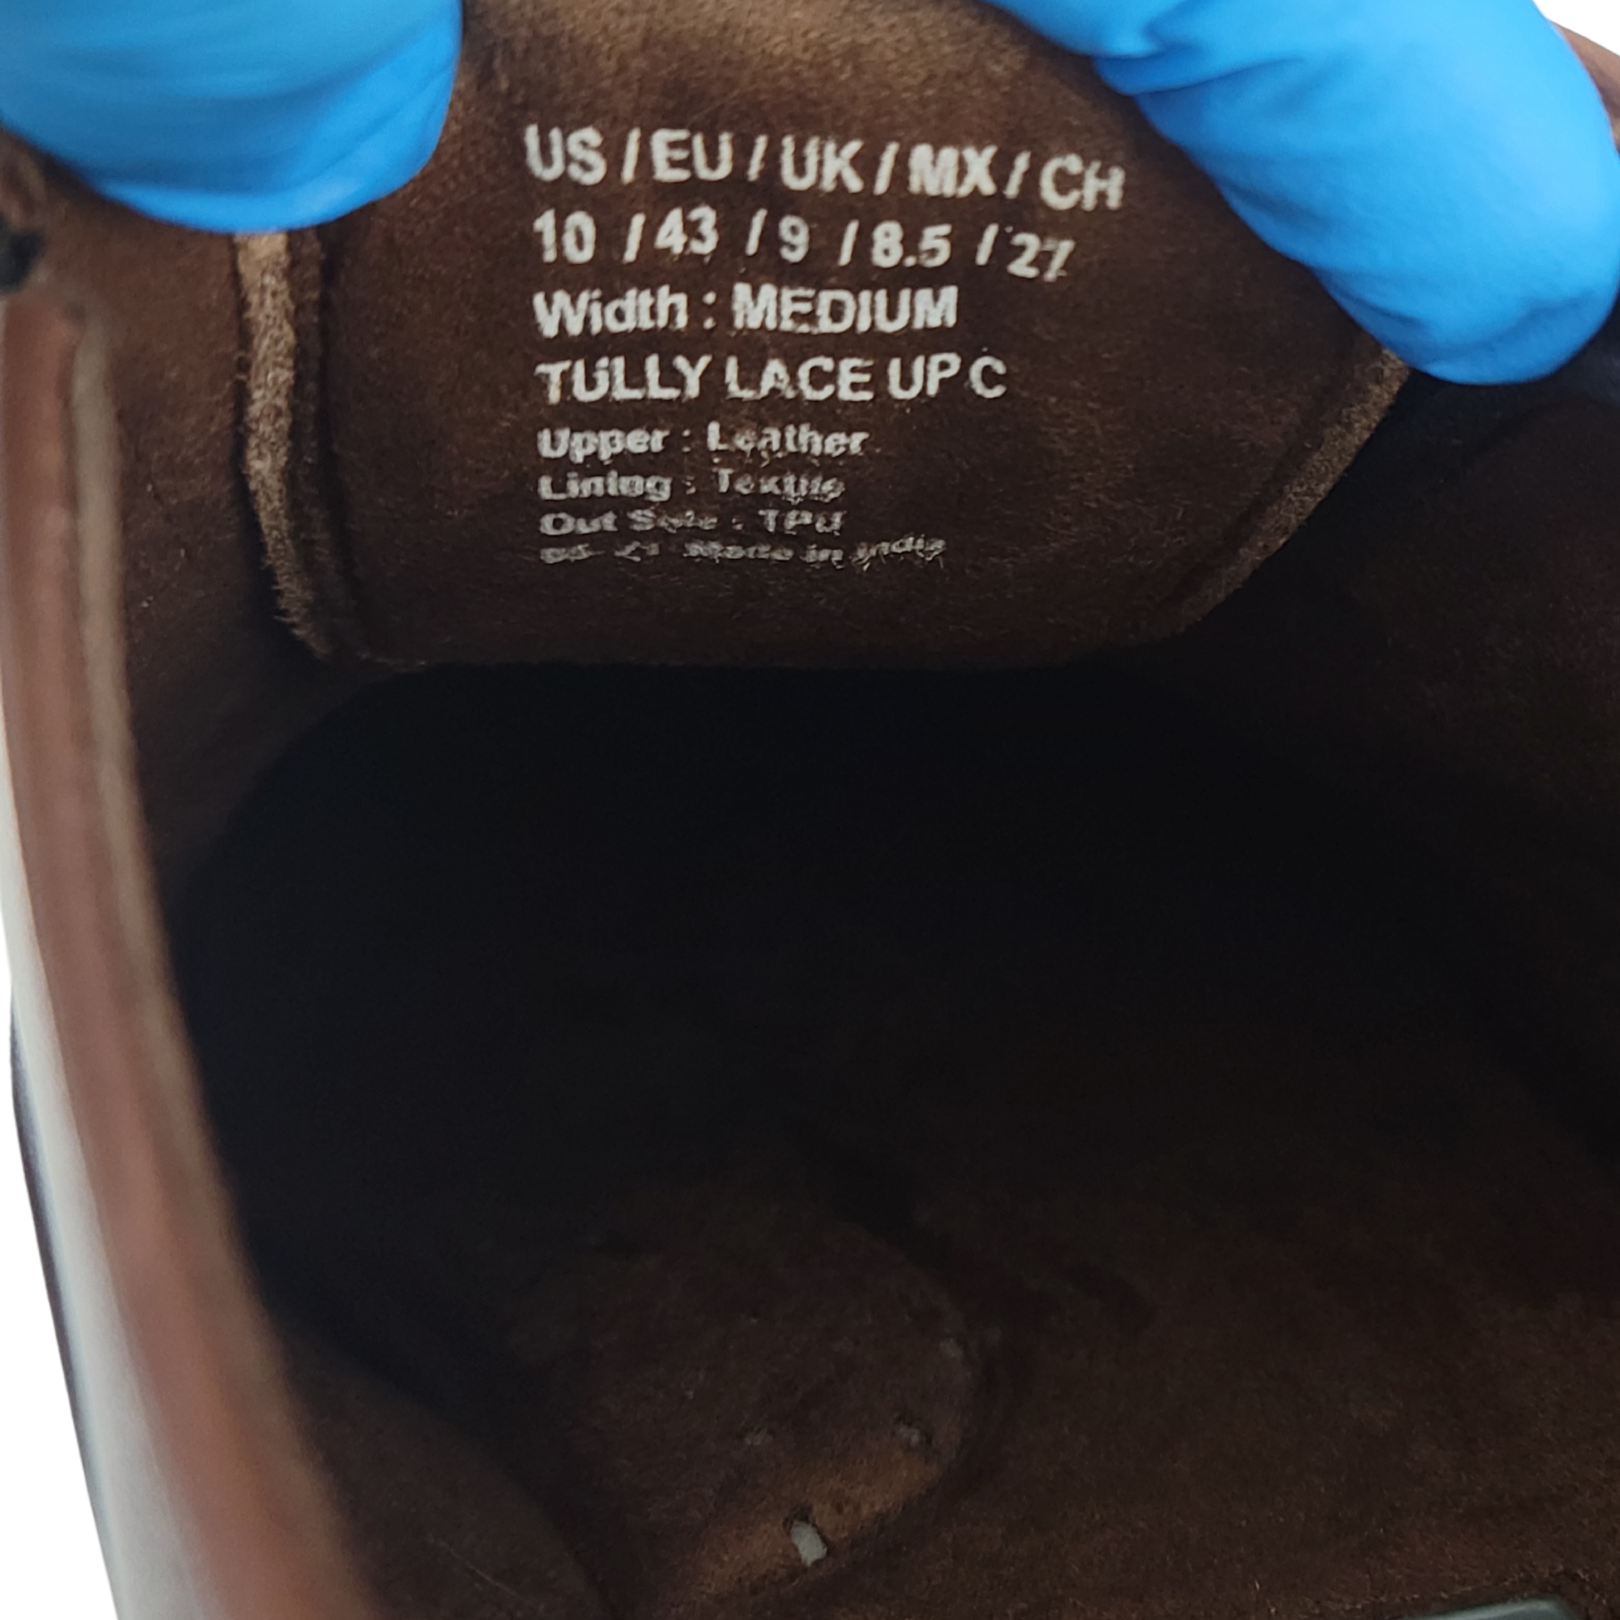 US / EU / UK / MX / CH
10 / 43 / 9 / 8.5 / 27
Width : MEDIUM
TULLY LACE UP C
Upper : Leather
Lining : Textile
Out Sole : TPU
Made in India